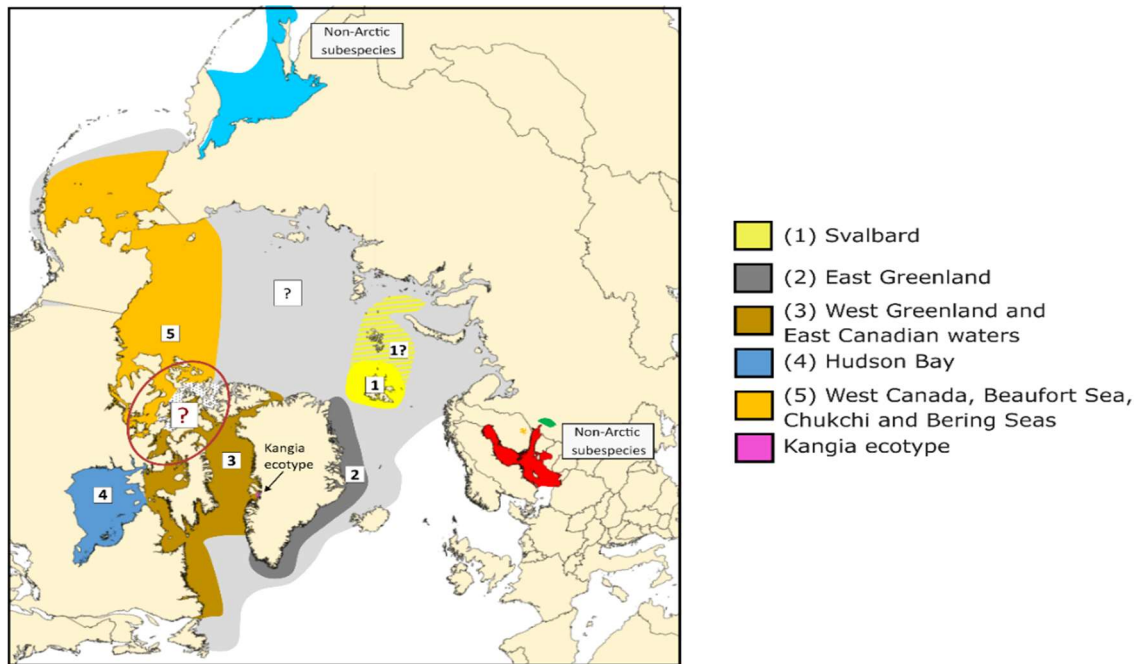 Non-Arctic
subespecies
?
5
1?
1
?
3
Kangia
ecotype
2
4
Non-Arctic
subespecies
(1) Svalbard
(2) East Greenland
(3) West Greenland and
East Canadian waters
(4) Hudson Bay
(5) West Canada, Beaufort Sea,
Chukchi and Bering Seas
Kangia ecotype